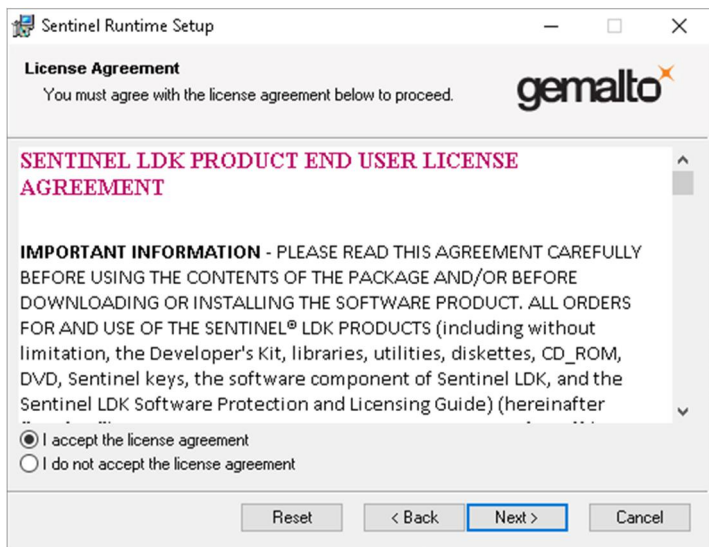 Sentinel Runtime Setup
License Agreement
You must agree with the license agreement below to proceed.
gemalto
SENTINEL LDK PRODUCT END USER LICENSE
AGREEMENT
IMPORTANT INFORMATION - PLEASE READ THIS AGREEMENT CAREFULLY
BEFORE USING THE CONTENTS OF THE PACKAGE AND/OR BEFORE
DOWNLOADING OR INSTALLING THE SOFTWARE PRODUCT. ALL ORDERS
FOR AND USE OF THE SENTINEL® LDK PRODUCTS (including without
limitation, the Developer's Kit, libraries, utilities, diskettes, CD_ROM,
DVD, Sentinel keys, the software component of Sentinel LDK, and the
Sentinel LDK Software Protection and Licensing Guide) (hereinafter
I accept the license agreement
I do not accept the license agreement
Reset
< Back
Next >
Cancel